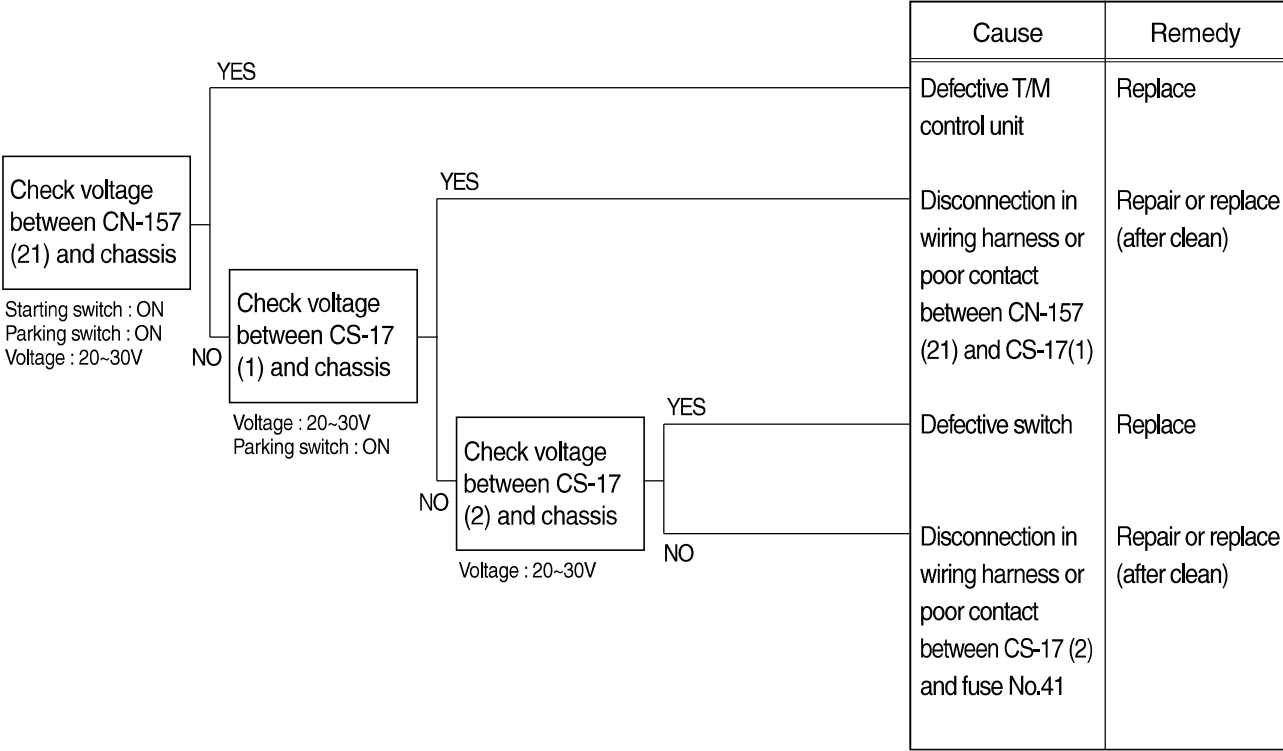 Cause
Remedy
YES
Defective T/M
control unit
Replace
Check voltage
between CN-157
(21) and chassis
Starting switch : ON
Parking switch : ON
Voltage : 20~30V
NO
YES
Disconnection in
wiring harness or
poor contact
between CN-157
(21) and CS-17(1)
Repair or replace
(after clean)
Check voltage
between CS-17
(1) and chassis
Voltage : 20~30V
Parking switch : ON
NO
YES
Defective switch
Replace
Check voltage
between CS-17
(2) and chassis
Voltage : 20~30V
NO
Disconnection in
wiring harness or
poor contact
between CS-17 (2)
and fuse No.41
Repair or replace
(after clean)